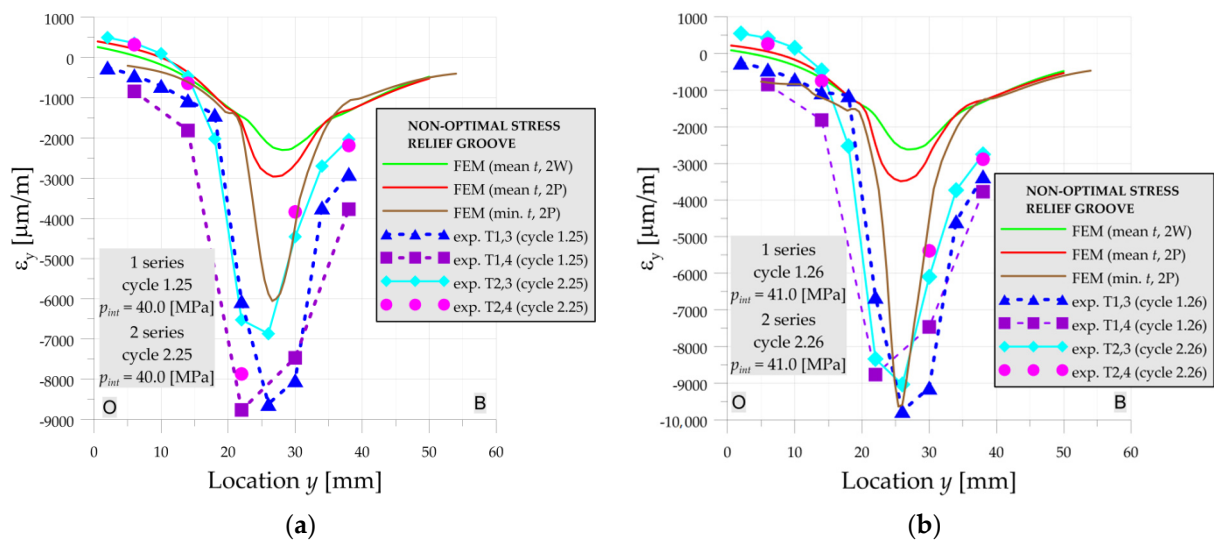 1000
0
-1000
-2000
-3000
-4000
-5000
-6000
-7000
-8000
-9000
εy [µm/m]
0 10 20 30 40 50 60
Location y [mm]
NON-OPTIMAL STRESS
RELIEF GROOVE
FEM (mean t, 2W)
FEM (mean t, 2P)
FEM (min. t, 2P)
exp. T1,3 (cycle 1.25)
exp. T1,4 (cycle 1.25)
exp. T2,3 (cycle 2.25)
exp. T2,4 (cycle 2.25)
1 series
cycle 1.25
pint = 40.0 [MPa]
2 series
cycle 2.25
pint = 40.0 [MPa]
O
B
(a)
1000
0
-1000
-2000
-3000
-4000
-5000
-6000
-7000
-8000
-9000
-10,000
εy [µm/m]
0 10 20 30 40 50 60
Location y [mm]
NON-OPTIMAL STRESS
RELIEF GROOVE
FEM (mean t, 2W)
FEM (mean t, 2P)
FEM (min. t, 2P)
exp. T1,3 (cycle 1.26)
exp. T1,4 (cycle 1.26)
exp. T2,3 (cycle 2.26)
exp. T2,4 (cycle 2.26)
1 series
cycle 1.26
pint = 41.0 [MPa]
2 series
cycle 2.26
pint = 41.0 [MPa]
O
B
(b)